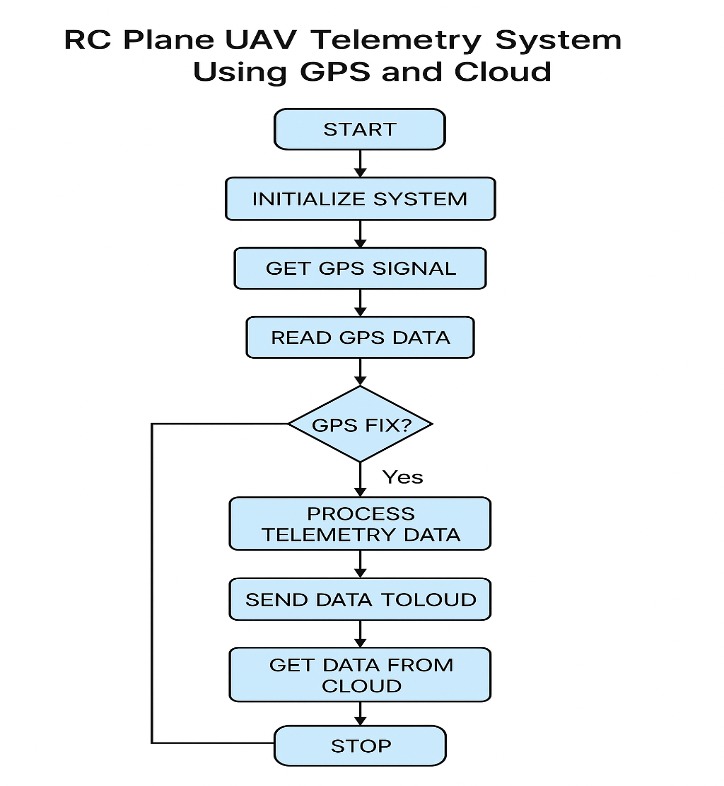 RC Plane UAV Telemetry System
Using GPS and Cloud
START
INITIALIZE SYSTEM
GET GPS SIGNAL
READ GPS DATA
GPS FIX?
Yes
PROCESS
TELEMETRY DATA
SEND DATA TOLOUD
GET DATA FROM
CLOUD
STOP